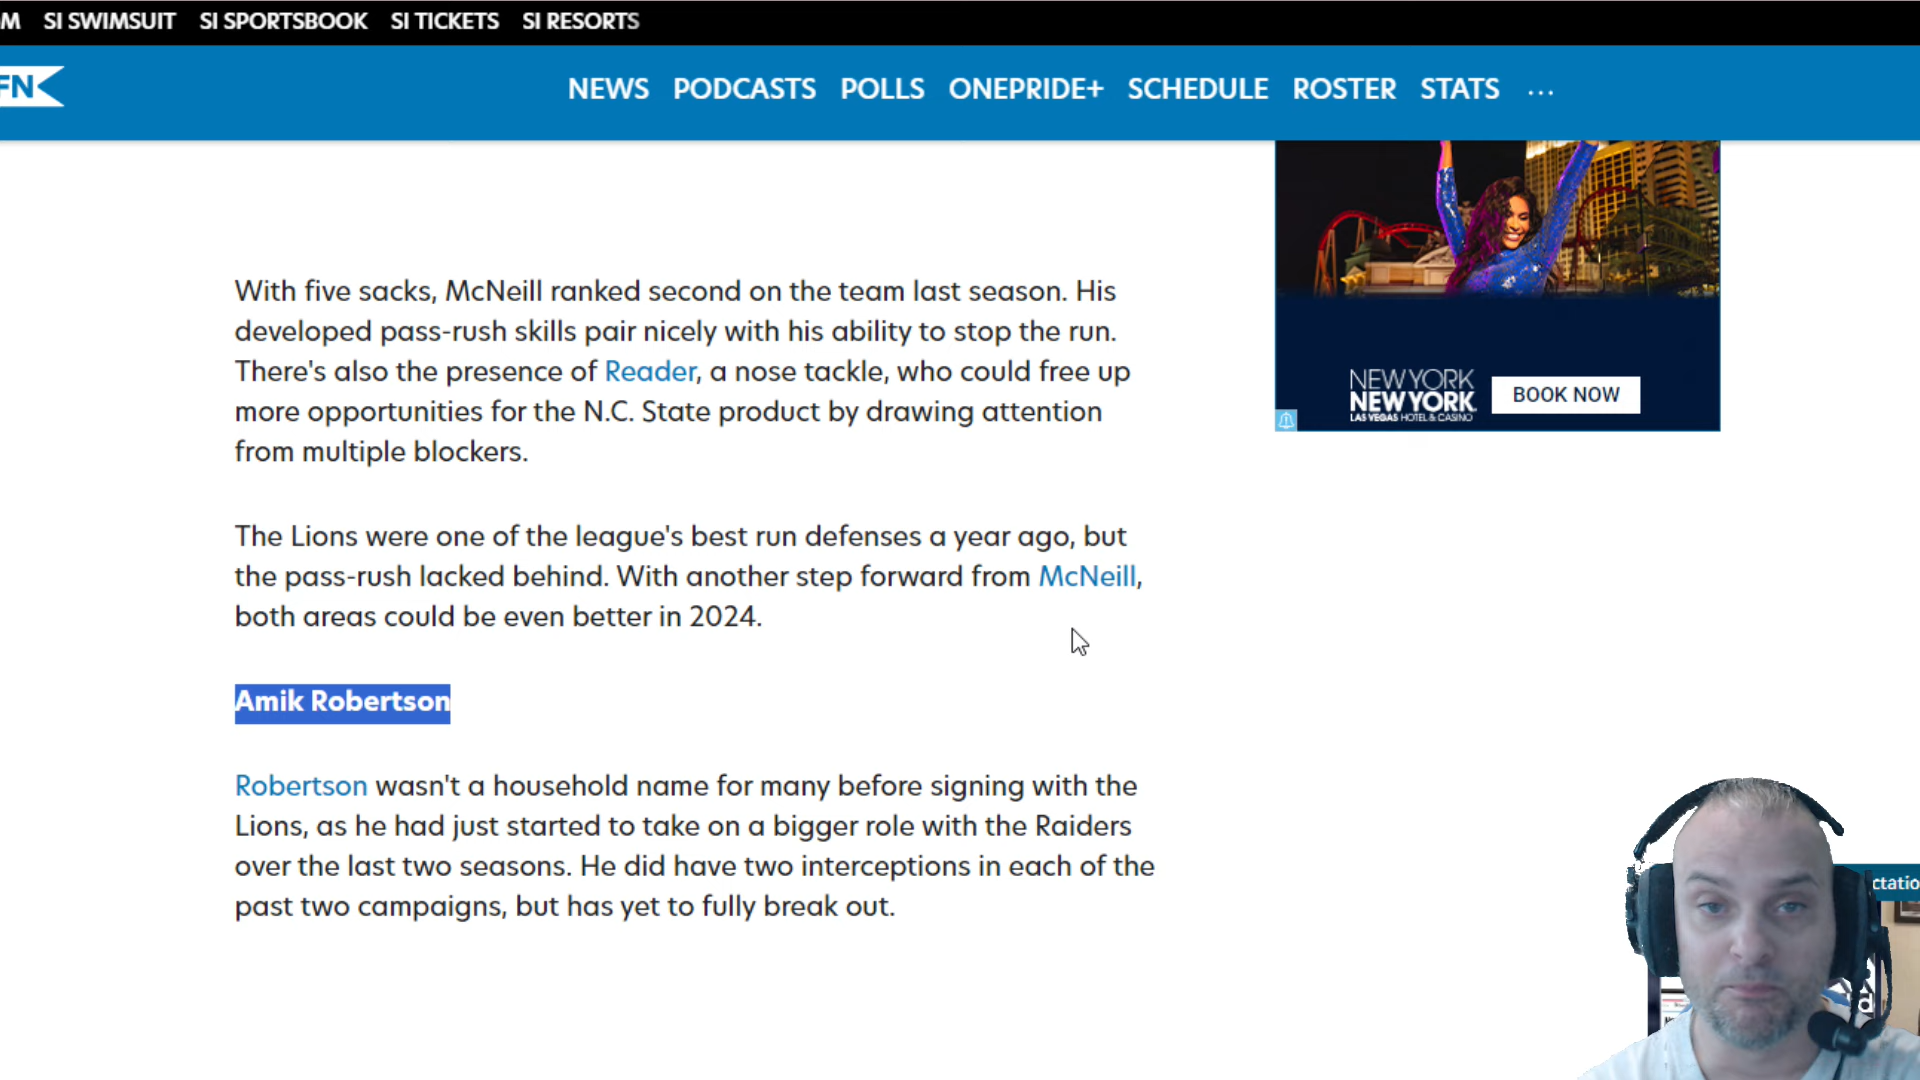 M SI SWIMSUIT SI SPORTSBOOK SI TICKETS SI RESORTS
FN NEWS PODCASTS POLLS ONEPRIDE+ SCHEDULE ROSTER STATS ...
With five sacks, McNeill ranked second on the team last season. His
developed pass-rush skills pair nicely with his ability to stop the run.
There's also the presence of Reader, a nose tackle, who could free up
more opportunities for the N.C. State product by drawing attention
from multiple blockers.
NEW YORK
NEW YORK
LAS VEGAS HOTEL & CASINO
BOOK NOW
The Lions were one of the league's best run defenses a year ago, but
the pass-rush lacked behind. With another step forward from McNeill,
both areas could be even better in 2024.
Amik Robertson
Robertson wasn't a household name for many before signing with the
Lions, as he had just started to take on a bigger role with the Raiders
over the last two seasons. He did have two interceptions in each of the
past two campaigns, but has yet to fully break out.
ctatio